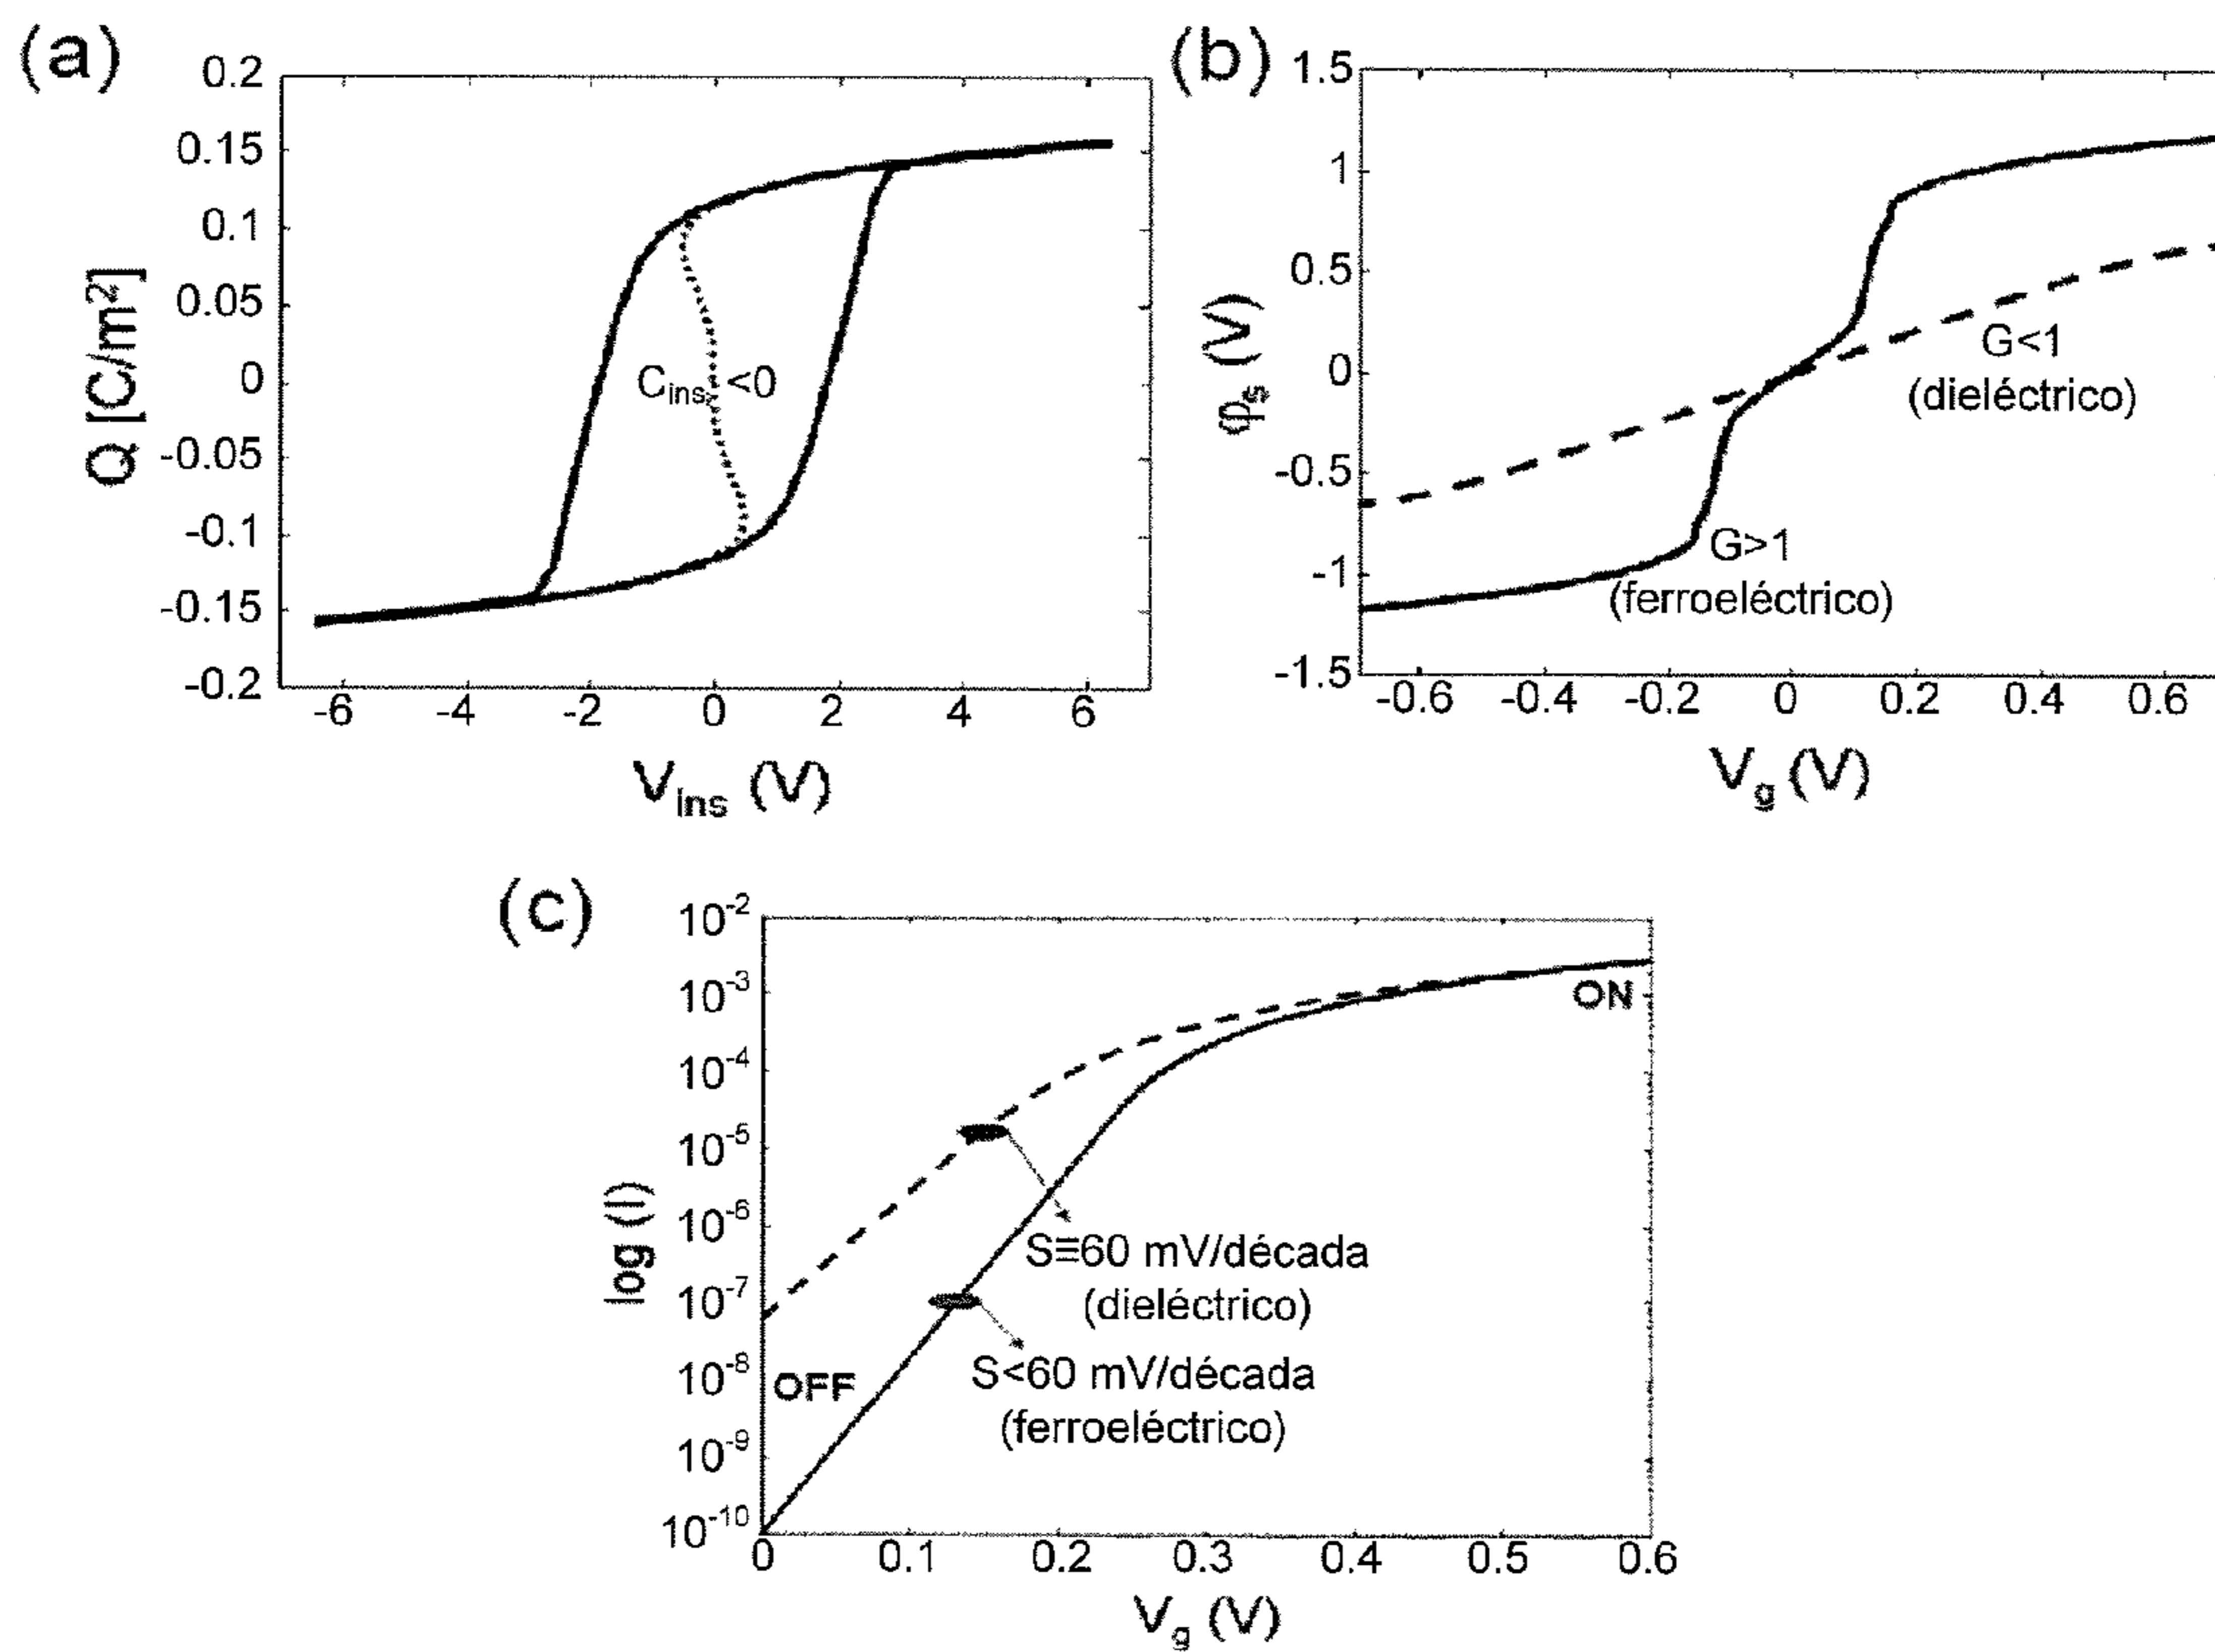 (a)
0.2
0.15
0.1
0.05
0
-0.05
-0.1
-0.15
-0.2
Q [C/m²]
C_ins <0
-6 -4 -2 0 2 4 6
V_ins (V)
(b)
1.5
1
0.5
0
-0.5
-1
-1.5
φ_s (V)
G<1
(dieléctrico)
G>1
(ferroeléctrico)
-0.6 -0.4 -0.2 0 0.2 0.4 0.6
V_g (V)
(c)
10⁻²
10⁻³
10⁻⁴
10⁻⁵
10⁻⁶
10⁻⁷
10⁻⁸
10⁻⁹
10⁻¹⁰
log (I)
ON
S≡60 mV/década
(dieléctrico)
S<60 mV/década
(ferroeléctrico)
OFF
0 0.1 0.2 0.3 0.4 0.5 0.6
V_g (V)